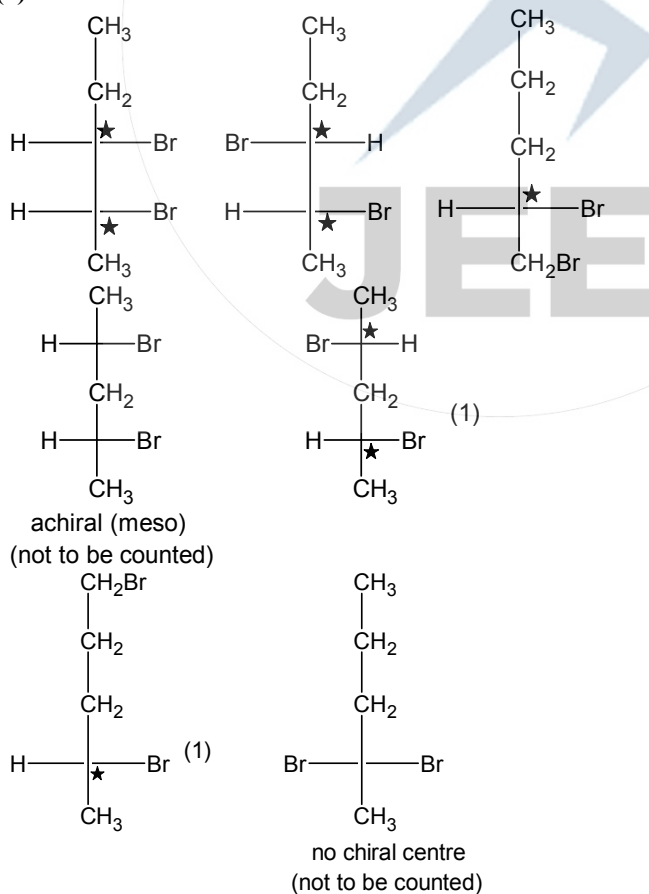 CH3 CH3 CH3
CH2 CH2 CH2
H ★ Br Br ★ H CH2
H ★ Br H ★ Br H ★ Br
CH3 CH3 CH2Br
JEE
CH3 CH3
H Br Br ★ H
CH2 CH2 (1)
H Br H ★ Br
CH3 CH3
achiral (meso)
(not to be counted)
CH2Br CH3
CH2 CH2
CH2 CH2
H ★ Br (1) Br Br
CH3 CH3
no chiral centre
(not to be counted)